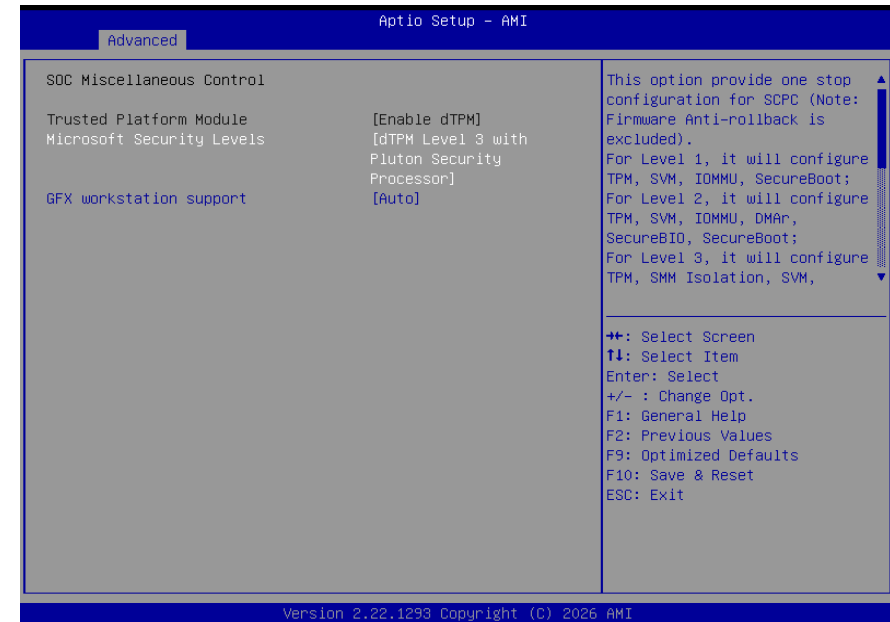 Aptio Setup – AMI
Advanced
SOC Miscellaneous Control
Trusted Platform Module [Enable dTPM]
Microsoft Security Levels [dTPM Level 3 with
Pluton Security
Processor]
GFX workstation support [Auto]
This option provide one stop
configuration for SCPC (Note:
Firmware Anti-rollback is
excluded).
For Level 1, it will configure
TPM, SVM, IOMMU, SecureBoot;
For Level 2, it will configure
TPM, SVM, IOMMU, DMAr,
SecureBIO, SecureBoot;
For Level 3, it will configure
TPM, SMM Isolation, SVM,
→←: Select Screen
↑↓: Select Item
Enter: Select
+/- : Change Opt.
F1: General Help
F2: Previous Values
F9: Optimized Defaults
F10: Save & Reset
ESC: Exit
Version 2.22.1293 Copyright (C) 2026 AMI